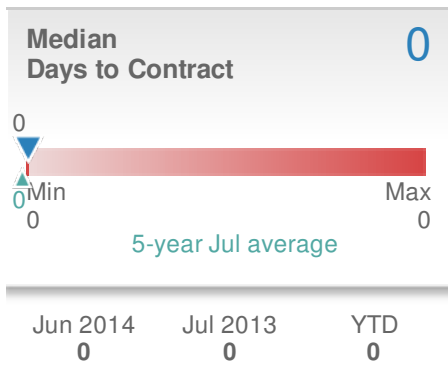 Median
Days to Contract
0
0
0
Min
Max
0
0
5-year Jul average
Jun 2014 Jul 2013 YTD
0 0 0